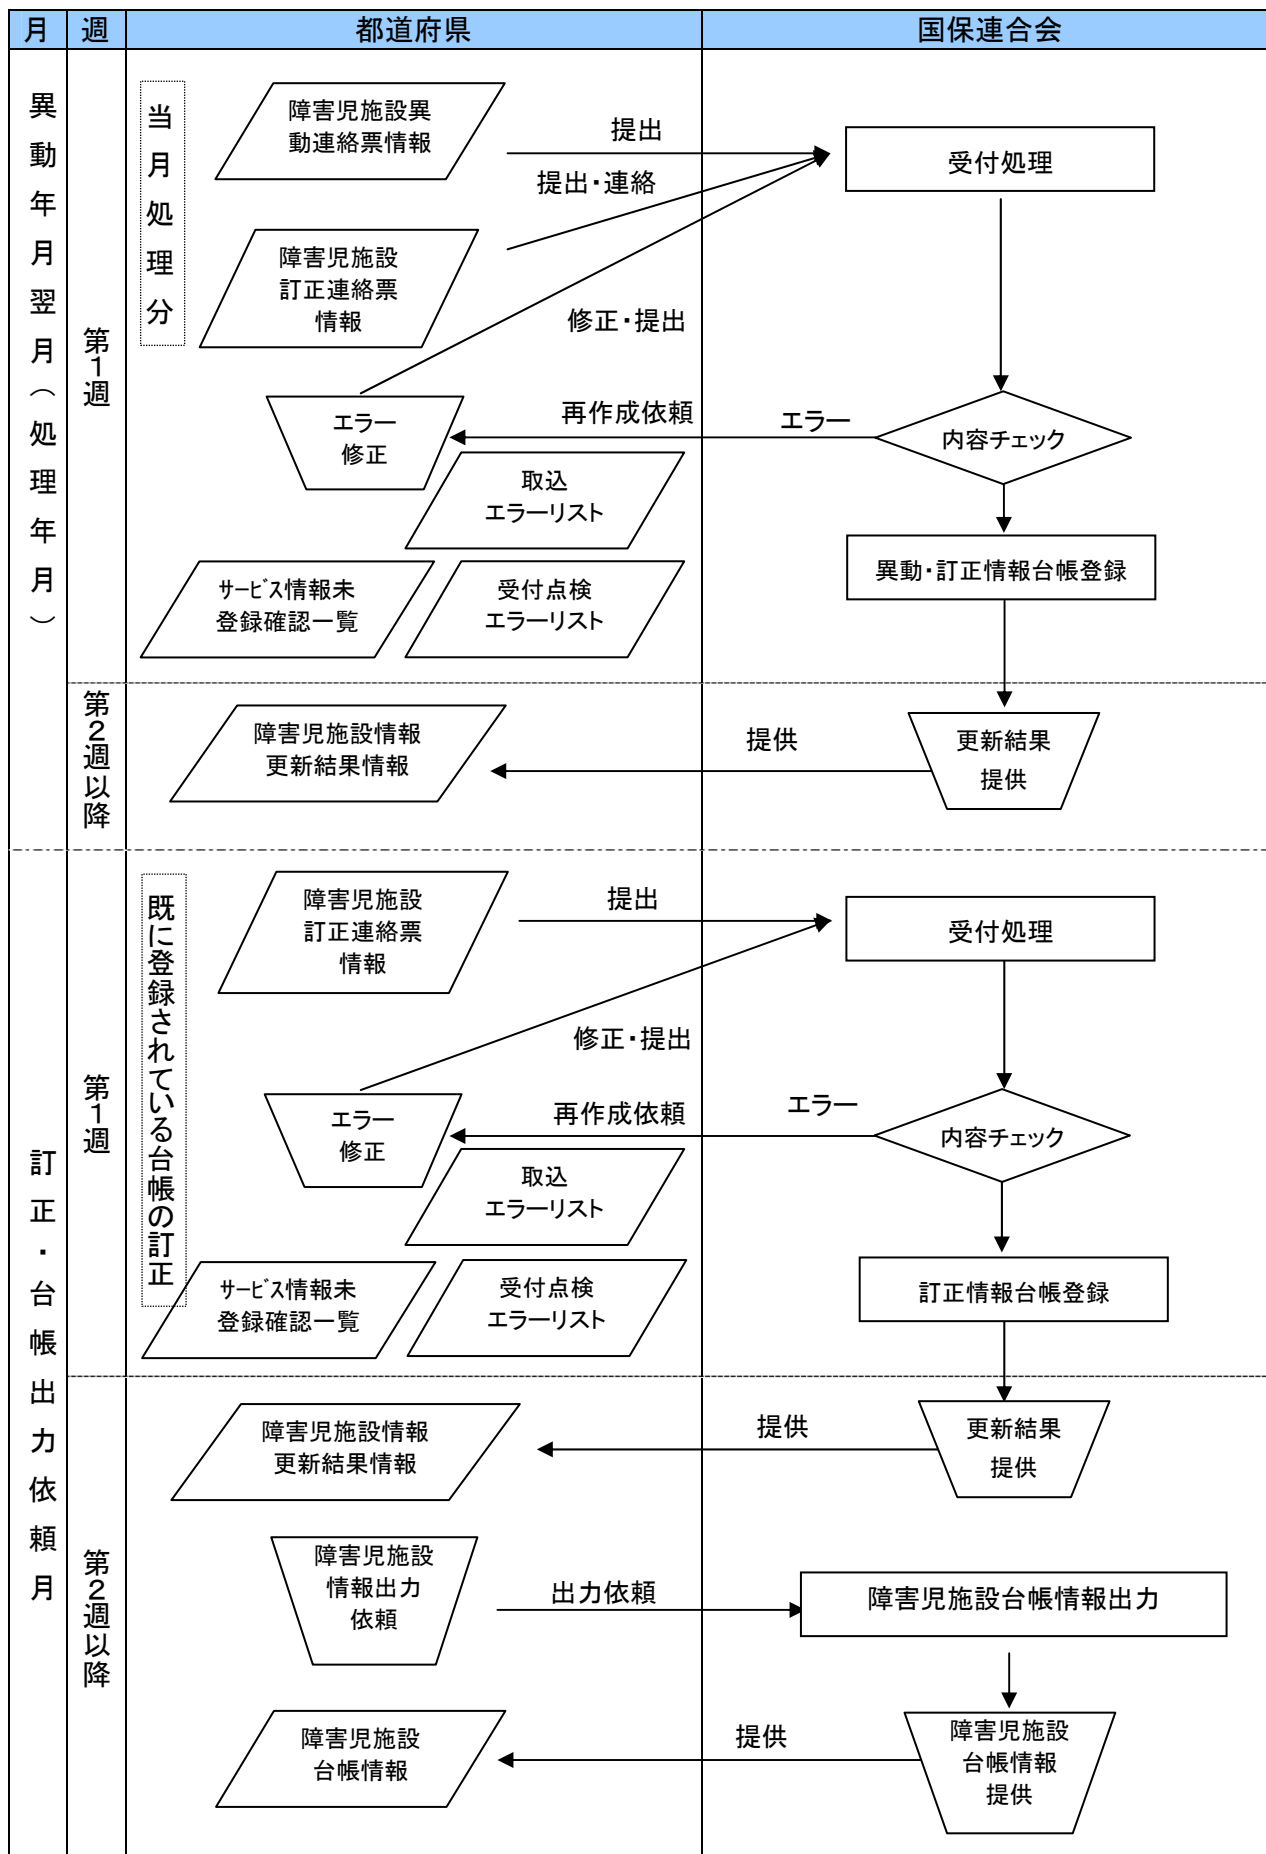 月
週
都道府県
国保連合会
異動年月翌月（処理年月）
第1週
当月処理分
障害児施設異
動連絡票情報
提出
受付処理
提出・連絡
障害児施設
訂正連絡票
情報
修正・提出
エラー
修正
再作成依頼
エラー
内容チェック
取込
エラーリスト
異動・訂正情報台帳登録
ｻｰﾋﾞｽ情報未
登録確認一覧
受付点検
エラーリスト
第2週以降
障害児施設情報
更新結果情報
提供
更新結果
提供
訂正・台帳出力依頼月
第1週
既に登録されている台帳の訂正
障害児施設
訂正連絡票
情報
提出
受付処理
修正・提出
エラー
修正
再作成依頼
エラー
内容チェック
取込
エラーリスト
訂正情報台帳登録
ｻｰﾋﾞｽ情報未
登録確認一覧
受付点検
エラーリスト
第2週以降
障害児施設情報
更新結果情報
提供
更新結果
提供
障害児施設
情報出力
依頼
出力依頼
障害児施設台帳情報出力
障害児施設
台帳情報
提供
障害児施設
台帳情報
提供